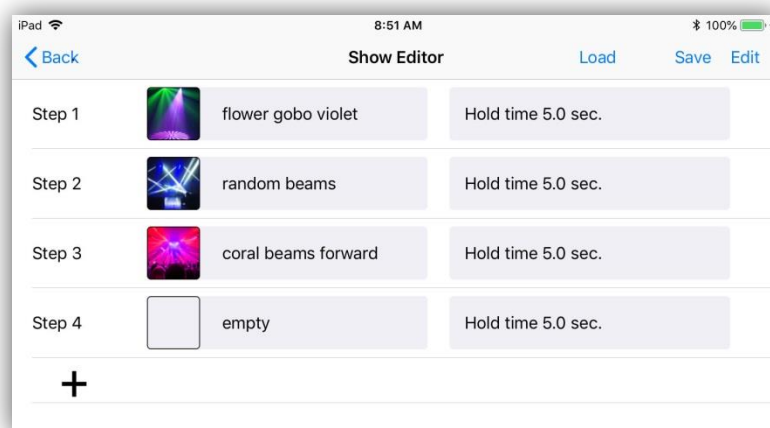 iPad 8:51 AM 100%
Back Show Editor Load Save Edit
Step 1 flower gobo violet Hold time 5.0 sec.
Step 2 random beams Hold time 5.0 sec.
Step 3 coral beams forward Hold time 5.0 sec.
Step 4 empty Hold time 5.0 sec.
+